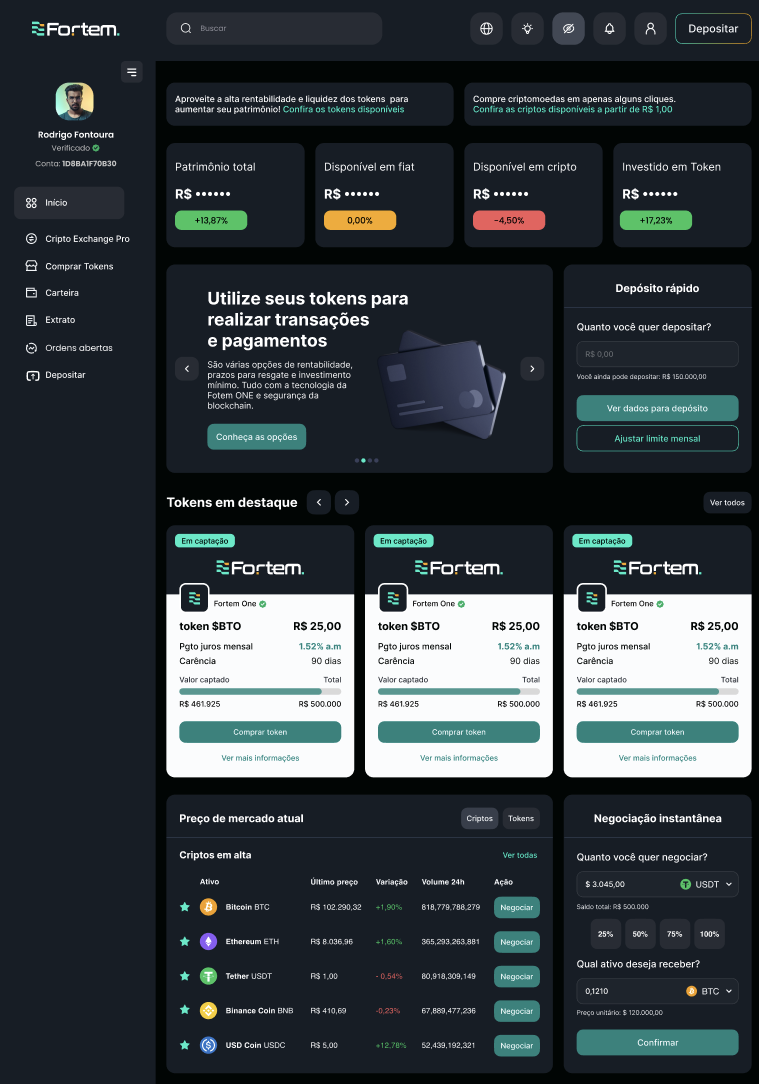 Fortem.
Buscar
Depositar
Rodrigo Fontoura
Verificado
Conta: 1D8BA1F70B30
Início
Cripto Exchange Pro
Comprar Tokens
Carteira
Extrato
Ordens abertas
Depositar
Aproveite a alta rentabilidade e liquidez dos tokens para
aumentar seu patrimônio! Confira os tokens disponíveis
Compre criptomoedas em apenas alguns cliques.
Confira as criptos disponíveis a partir de R$ 1,00
Patrimônio total
R$ ••••••
+13,87%
Disponível em fiat
R$ ••••••
0,00%
Disponível em cripto
R$ ••••••
-4,50%
Investido em Token
R$ ••••••
+17,23%
Utilize seus tokens para
realizar transações
e pagamentos
São várias opções de rentabilidade,
prazos para resgate e investimento
mínimo. Tudo com a tecnologia da
Fotem ONE e segurança da
blockchain.
Conheça as opções
Depósito rápido
Quanto você quer depositar?
R$ 0,00
Você ainda pode depositar: R$ 150.000,00
Ver dados para depósito
Ajustar limite mensal
Tokens em destaque
Ver todos
Em captação
Fortem.
Fortem One
token $BTO R$ 25,00
Pgto juros mensal 1.52% a.m
Carência 90 dias
Valor captado Total
R$ 461.925 R$ 500.000
Comprar token
Ver mais informações
Em captação
Fortem.
Fortem One
token $BTO R$ 25,00
Pgto juros mensal 1.52% a.m
Carência 90 dias
Valor captado Total
R$ 461.925 R$ 500.000
Comprar token
Ver mais informações
Em captação
Fortem.
Fortem One
token $BTO R$ 25,00
Pgto juros mensal 1.52% a.m
Carência 90 dias
Valor captado Total
R$ 461.925 R$ 500.000
Comprar token
Ver mais informações
Preço de mercado atual
Criptos Tokens
Criptos em alta Ver todas
Ativo Último preço Variação Volume 24h Ação
Bitcoin BTC R$ 102.290,32 +1,90% 818,779,788,279 Negociar
Ethereum ETH R$ 8.036,96 +1,60% 365,293,263,881 Negociar
Tether USDT R$ 1,00 - 0,54% 80,918,309,149 Negociar
Binance Coin BNB R$ 410,69 -0,23% 67,889,477,236 Negociar
USD Coin USDC R$ 5,00 +12,78% 52,439,192,321 Negociar
Negociação instantânea
Quanto você quer negociar?
$ 3.045,00 USDT
Saldo total: R$ 500.000
25% 50% 75% 100%
Qual ativo deseja receber?
0,1210 BTC
Preço unitário: $ 120.000,00
Confirmar